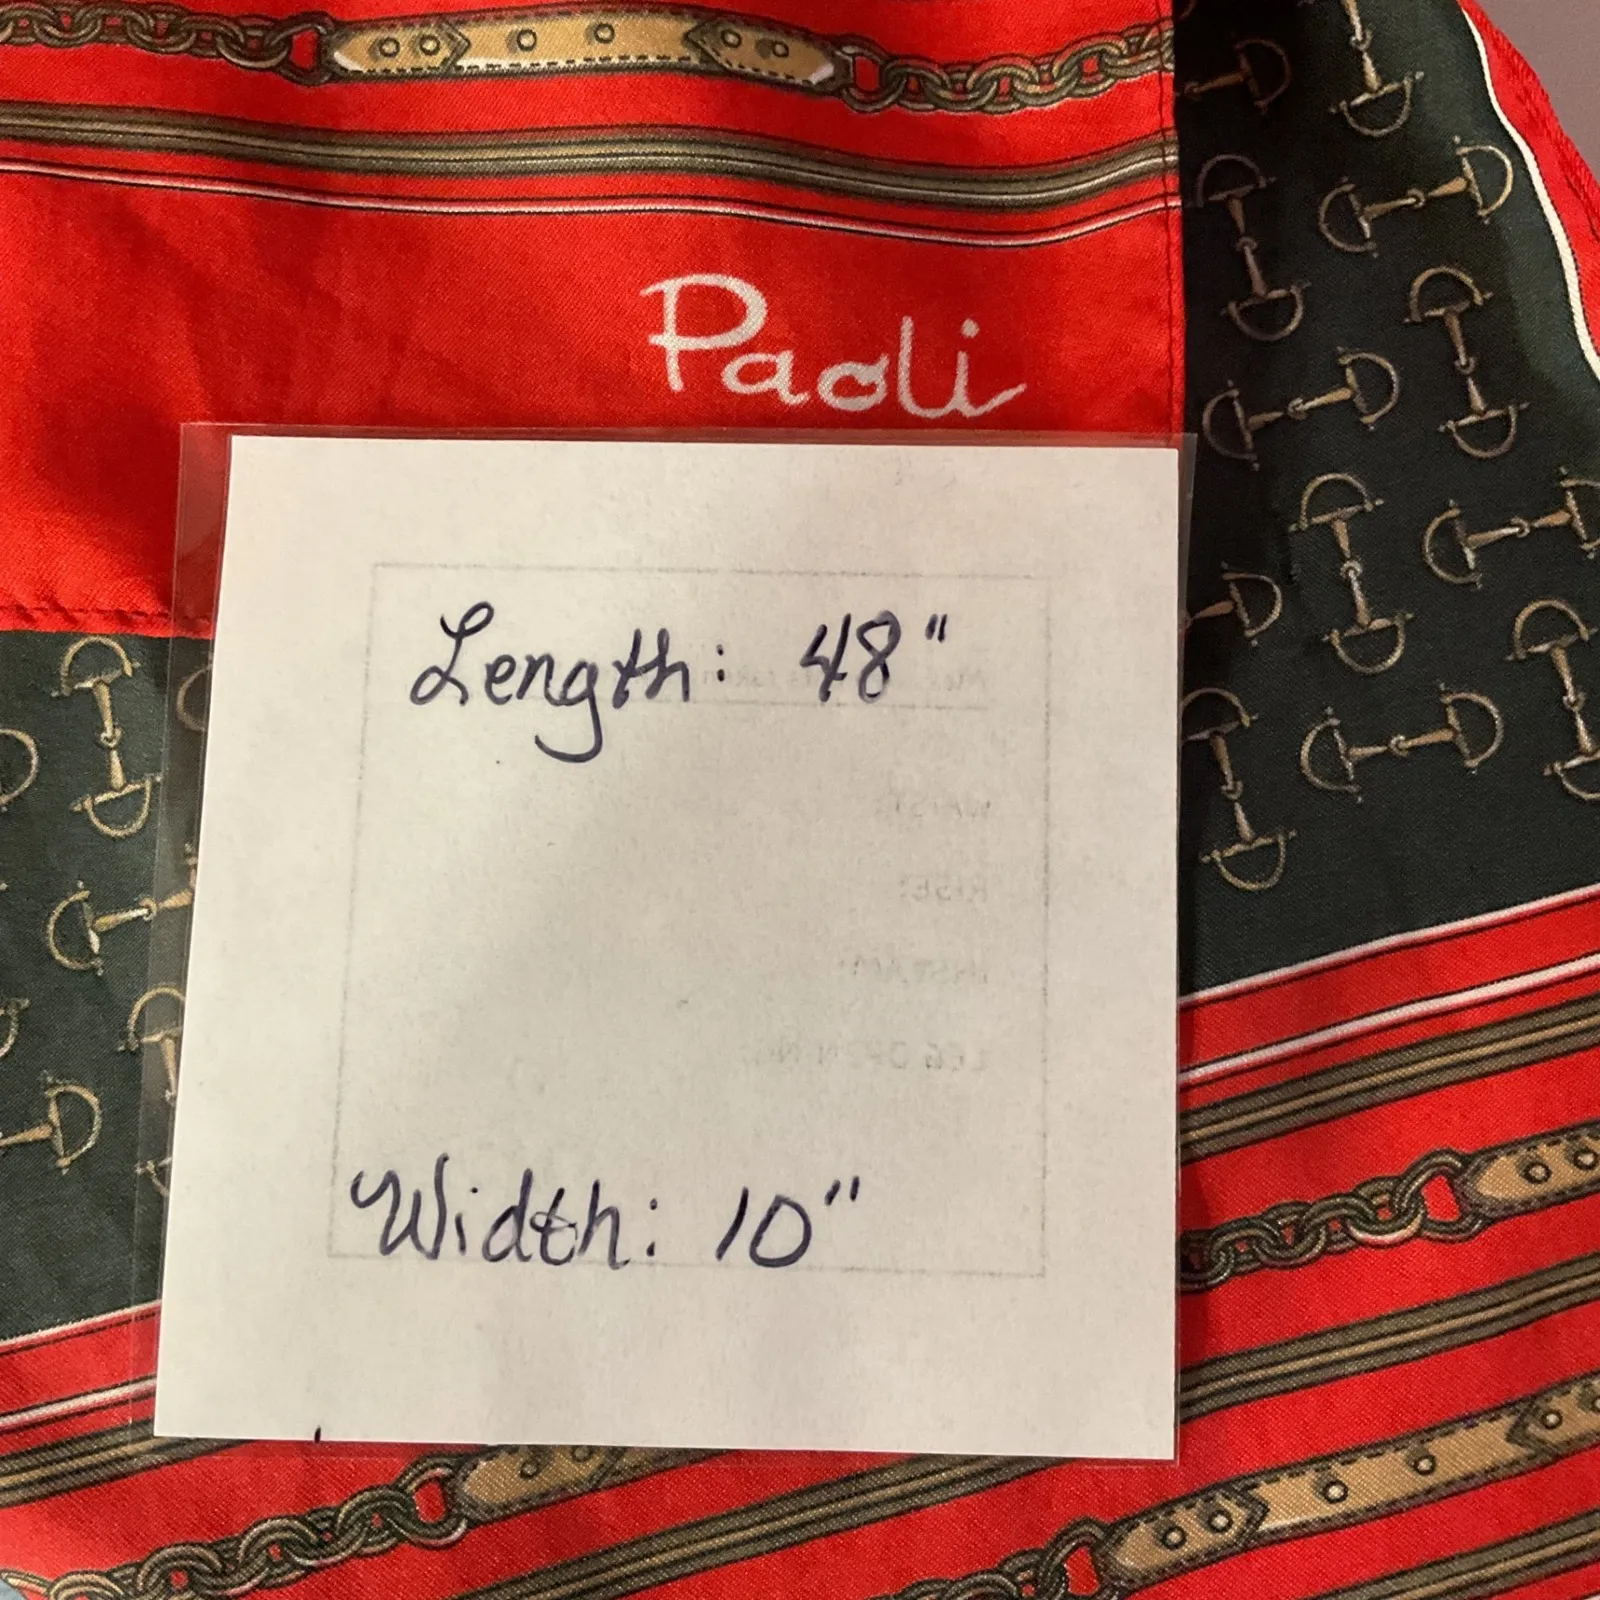 Paoli
Length: 48"
Width: 10"